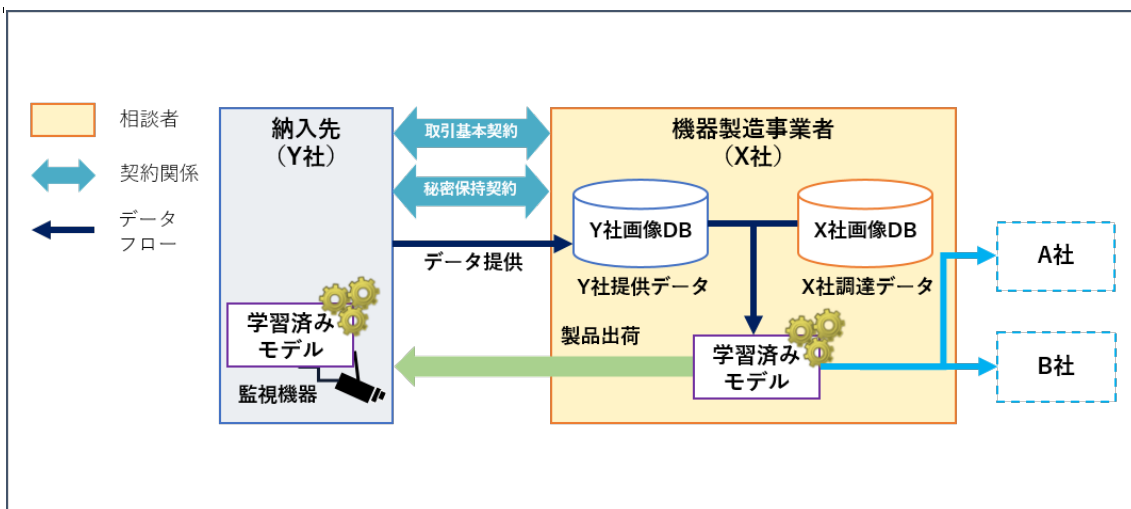 相談者
契約関係
データ
フロー
納入先
（Y社）
取引基本契約
秘密保持契約
データ提供
学習済み
モデル
監視機器
製品出荷
機器製造事業者
（X社）
Y社画像DB
X社画像DB
Y社提供データ
X社調達データ
学習済み
モデル
A社
B社